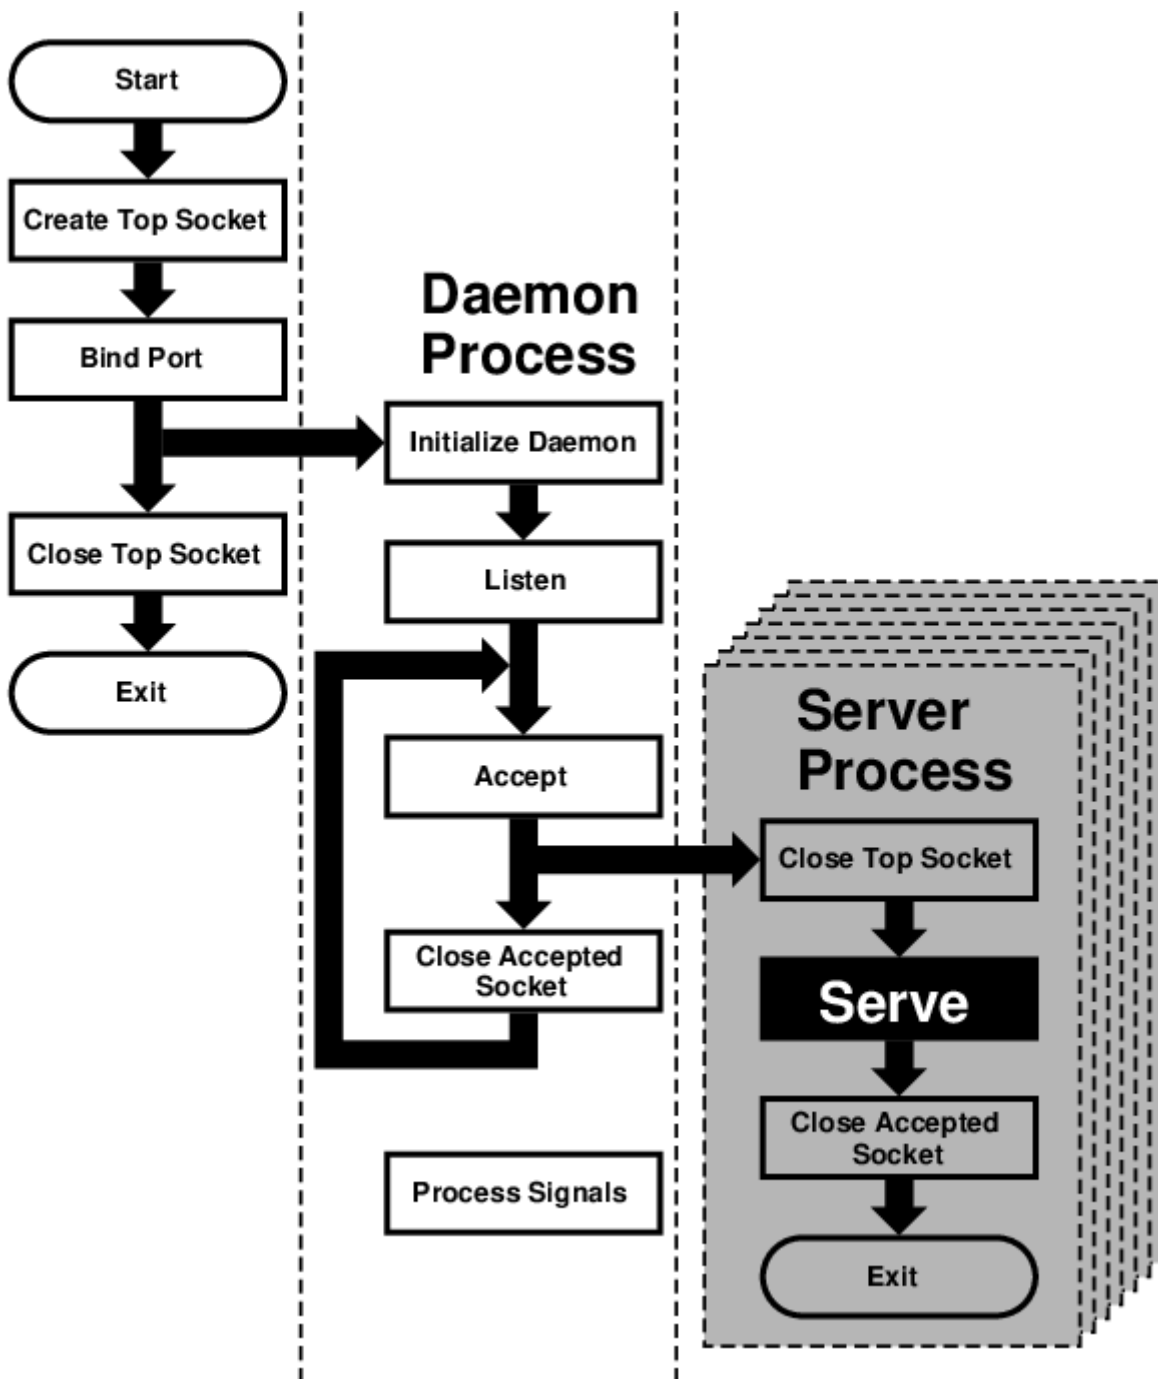 Start
Create Top Socket
Bind Port
Close Top Socket
Exit
Daemon
Process
Initialize Daemon
Listen
Accept
Close Accepted
Socket
Process Signals
Server
Process
Close Top Socket
Serve
Close Accepted
Socket
Exit